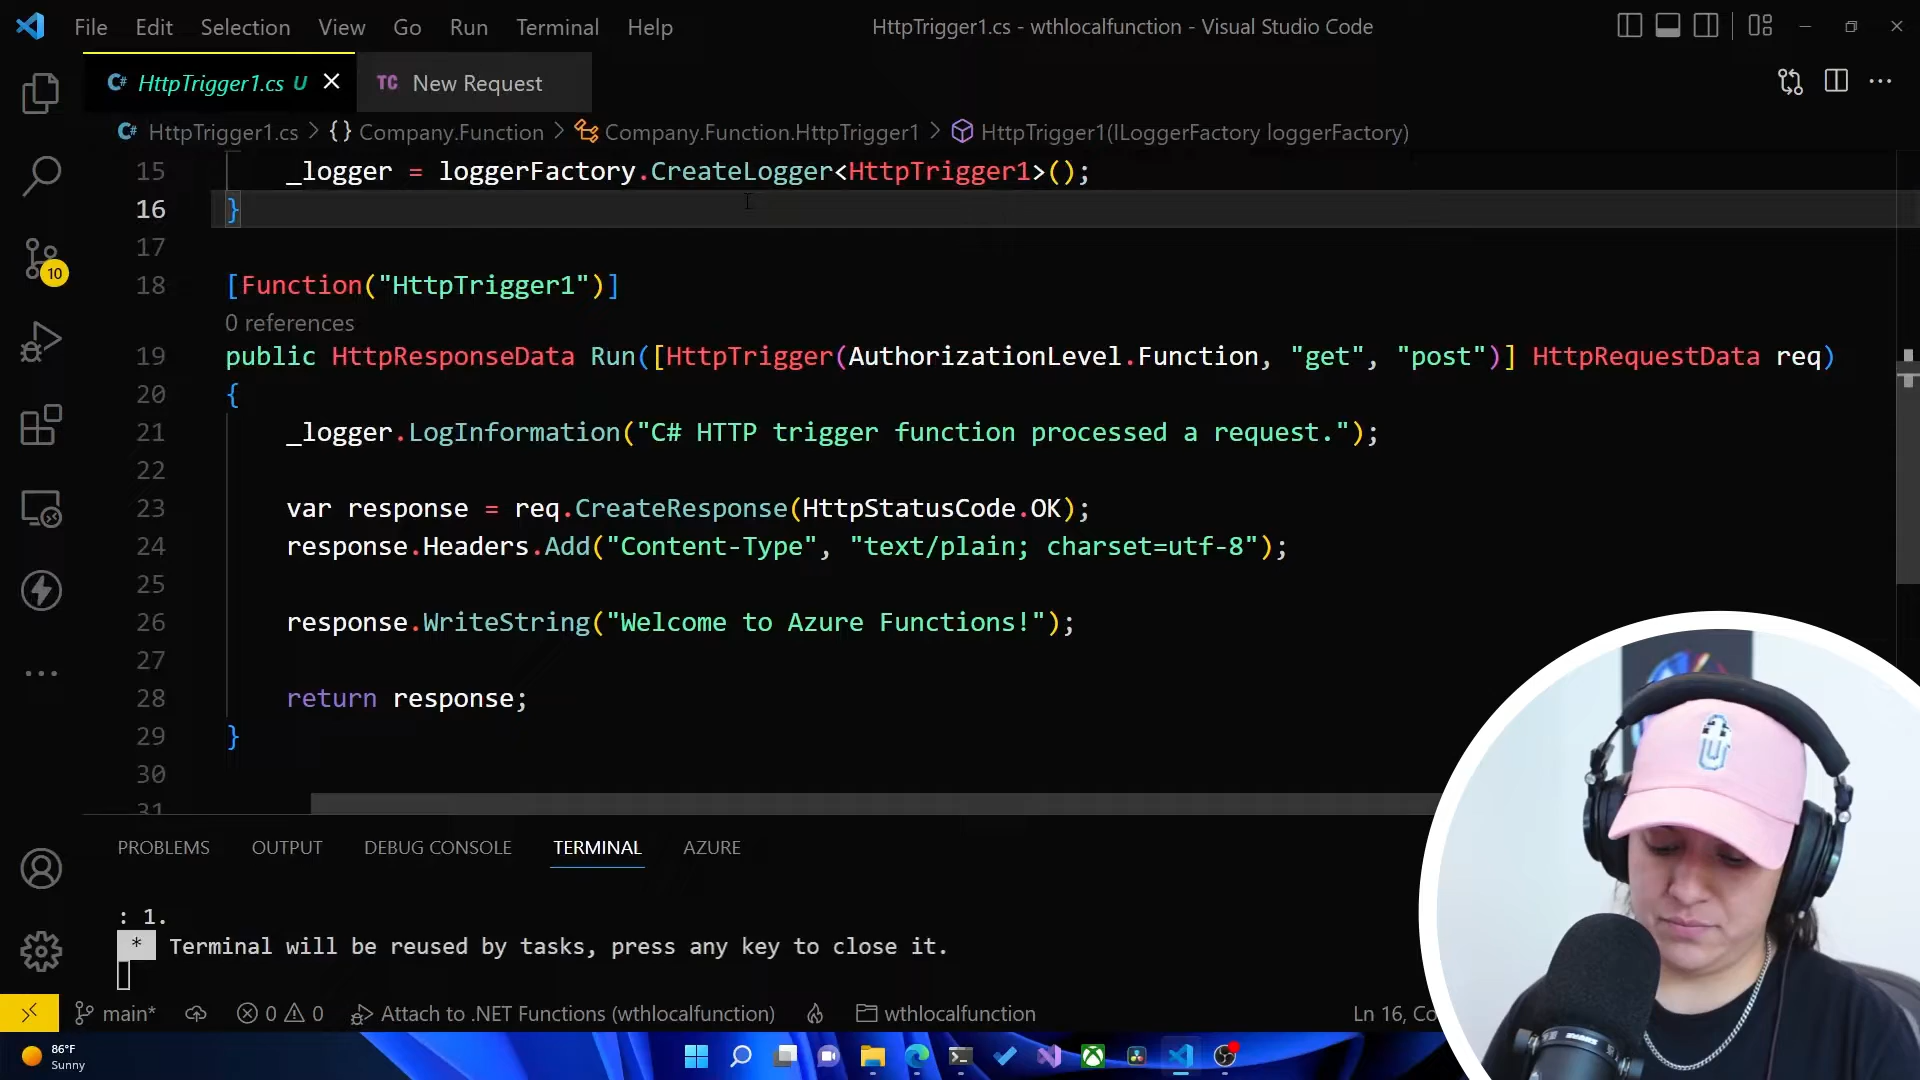 File Edit Selection View Go Run Terminal Help
HttpTrigger1.cs - wthlocalfunction - Visual Studio Code
C# HttpTrigger1.cs U
TC New Request
C# HttpTrigger1.cs > {} Company.Function > Company.Function.HttpTrigger1 > HttpTrigger1(ILoggerFactory loggerFactory)
15 _logger = loggerFactory.CreateLogger<HttpTrigger1>();
16 }
17
18 [Function("HttpTrigger1")]
0 references
19 public HttpResponseData Run([HttpTrigger(AuthorizationLevel.Function, "get", "post")] HttpRequestData req)
20 {
21 _logger.LogInformation("C# HTTP trigger function processed a request.");
22
23 var response = req.CreateResponse(HttpStatusCode.OK);
24 response.Headers.Add("Content-Type", "text/plain; charset=utf-8");
25
26 response.WriteString("Welcome to Azure Functions!");
27
28 return response;
29 }
30
31
10
PROBLEMS OUTPUT DEBUG CONSOLE TERMINAL AZURE
: 1.
* Terminal will be reused by tasks, press any key to close it.
main* 0 0 Attach to .NET Functions (wthlocalfunction) wthlocalfunction Ln 16, Co
86°F
Sunny